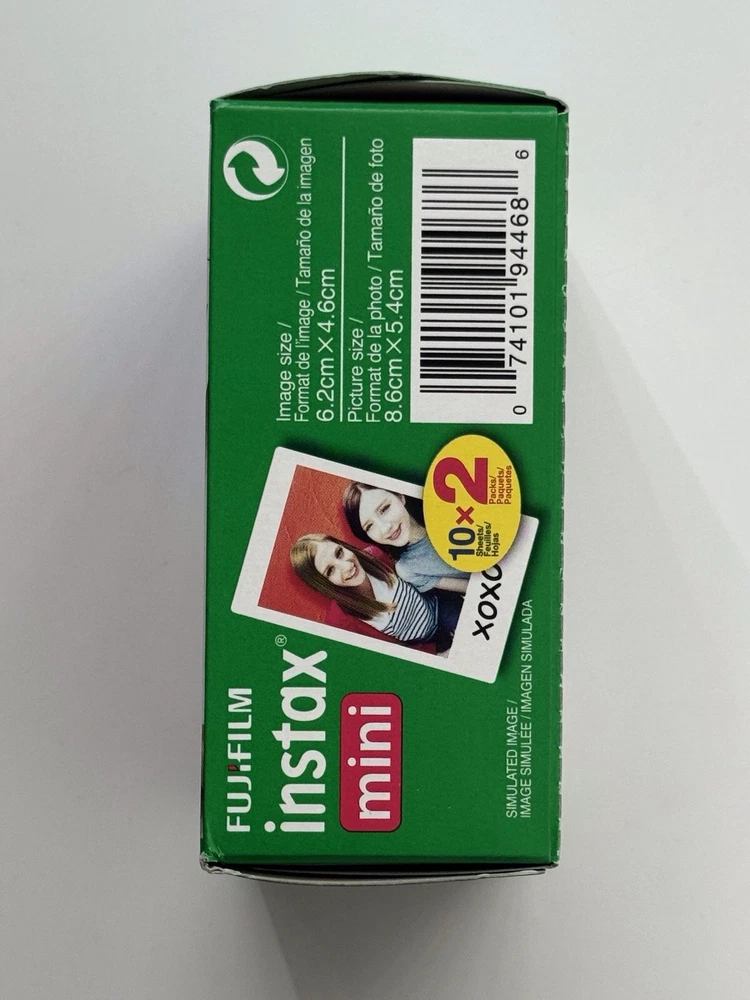 FUJIFILM
instax®
mini
SIMULATED IMAGE /
IMAGE SIMULÉE / IMAGEN SIMULADA
xoxo
10×2
Sheets/
Feuilles/
Hojas
Packs/
Paquets/
Paquetes
Image size /
Format de l'image / Tamaño de la imagen
6.2cm×4.6cm
Picture size /
Format de la photo / Tamaño de foto
8.6cm×5.4cm
0 74101 94468 6